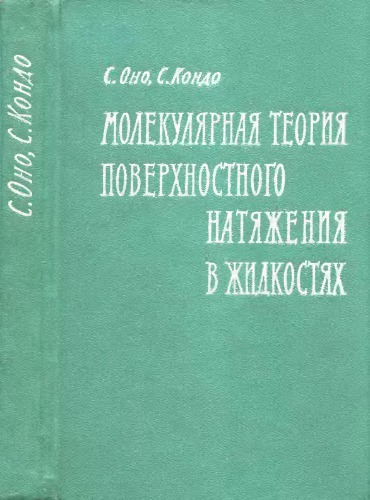 С. Оно, С. Кондо
С. Оно, С. Кондо
МОЛЕКУЛЯРНАЯ ТЕОРИЯ
ПОВЕРХНОСТНОГО
НАТЯЖЕНИЯ
В ЖИДКОСТЯХ